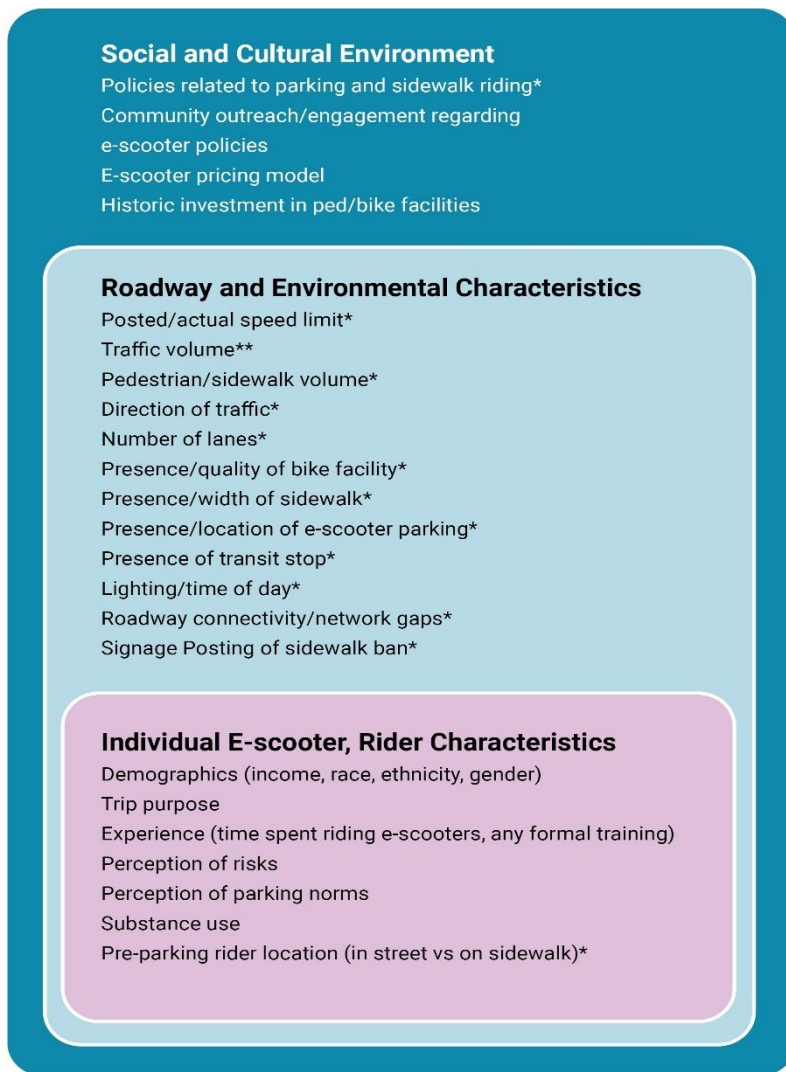 Social and Cultural Environment
Policies related to parking and sidewalk riding*
Community outreach/engagement regarding
e-scooter policies
E-scooter pricing model
Historic investment in ped/bike facilities
Roadway and Environmental Characteristics
Posted/actual speed limit*
Traffic volume**
Pedestrian/sidewalk volume*
Direction of traffic*
Number of lanes*
Presence/quality of bike facility*
Presence/width of sidewalk*
Presence/location of e-scooter parking*
Presence of transit stop*
Lighting/time of day*
Roadway connectivity/network gaps*
Signage Posting of sidewalk ban*
Individual E-scooter, Rider Characteristics
Demographics (income, race, ethnicity, gender)
Trip purpose
Experience (time spent riding e-scooters, any formal training)
Perception of risks
Perception of parking norms
Substance use
Pre-parking rider location (in street vs on sidewalk)*